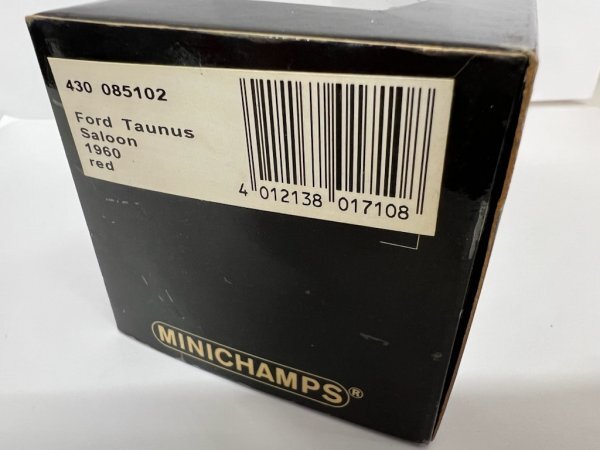 430 085102
Ford Taunus
Saloon
1960
red
4 012138 017108
MINICHAMPS®